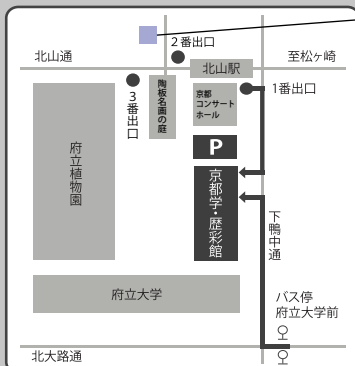 ２番出口
北山通
北山駅
至松ヶ崎
３番出口
陶板名画の庭
京都
コンサート
ホール
1番出口
P
府立植物園
京都学・歴彩館
下鴨中通
府立大学
バス停
府立大学前
北大路通